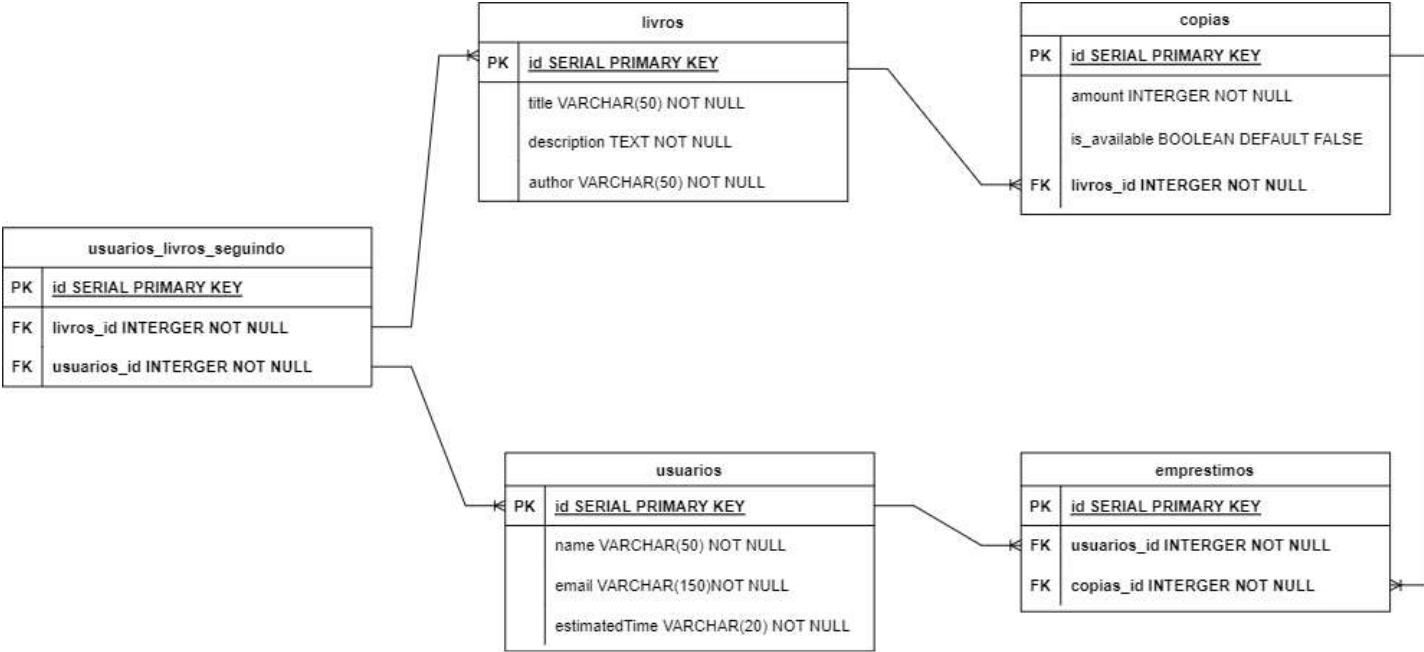 livros
PK id SERIAL PRIMARY KEY
title VARCHAR(50) NOT NULL
description TEXT NOT NULL
author VARCHAR(50) NOT NULL
copias
PK id SERIAL PRIMARY KEY
amount INTERGER NOT NULL
is_available BOOLEAN DEFAULT FALSE
FK livros_id INTERGER NOT NULL
usuarios_livros_seguindo
PK id SERIAL PRIMARY KEY
FK livros_id INTERGER NOT NULL
FK usuarios_id INTERGER NOT NULL
usuarios
PK id SERIAL PRIMARY KEY
name VARCHAR(50) NOT NULL
email VARCHAR(150)NOT NULL
estimatedTime VARCHAR(20) NOT NULL
emprestimos
PK id SERIAL PRIMARY KEY
FK usuarios_id INTERGER NOT NULL
FK copias_id INTERGER NOT NULL